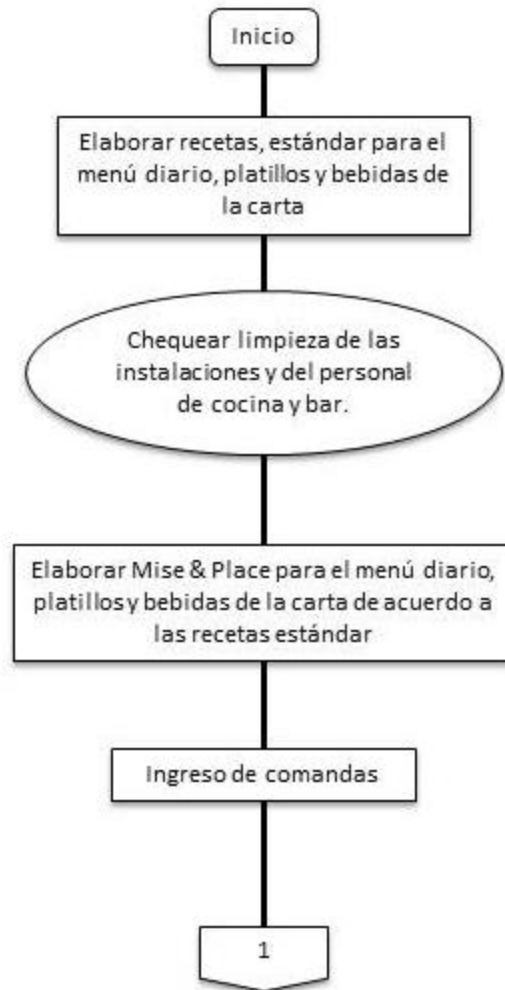 Inicio
Elaborar recetas, estándar para el
menú diario, platillos y bebidas de
la carta
Chequear limpieza de las
instalaciones y del personal
de cocina y bar.
Elaborar Mise & Place para el menú diario,
platillos y bebidas de la carta de acuerdo a
las recetas estándar
Ingreso de comandas
1